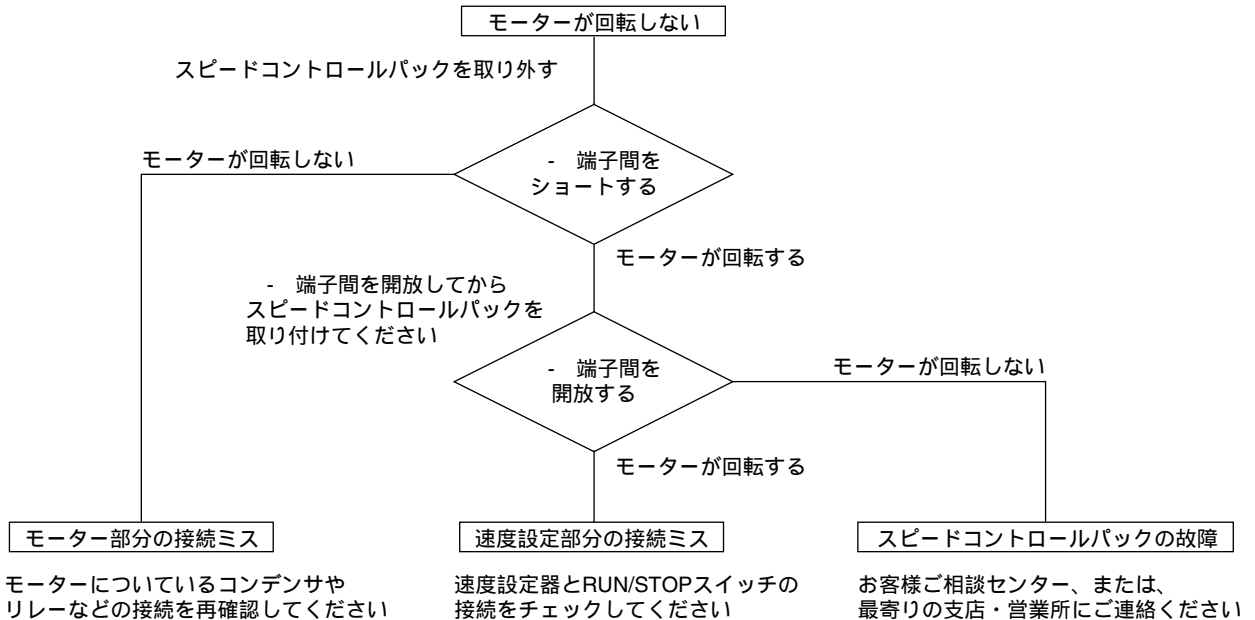 モーターが回転しない
スピードコントロールパックを取り外す
モーターが回転しない
- 端子間を
ショートする
モーターが回転する
- 端子間を開放してから
スピードコントロールパックを
取り付けてください
- 端子間を
開放する
モーターが回転しない
モーターが回転する
モーター部分の接続ミス
モーターについているコンデンサや
リレーなどの接続を再確認してください
速度設定部分の接続ミス
速度設定器とRUN/STOPスイッチの
接続をチェックしてください
スピードコントロールパックの故障
お客様ご相談センター、または、
最寄りの支店・営業所にご連絡ください